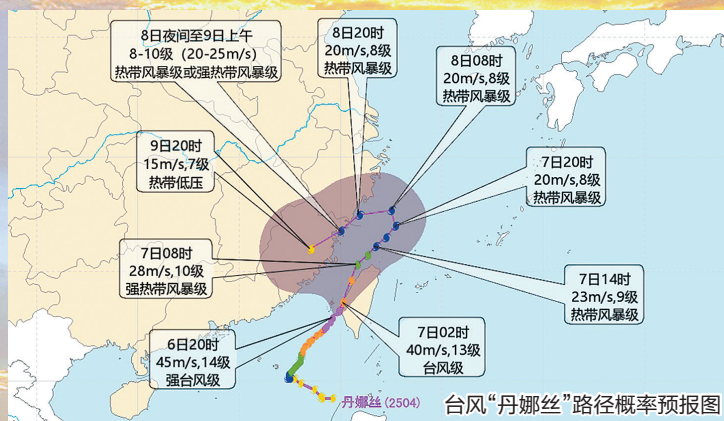 8日夜间至9日上午
8-10级（20-25m/s）
热带风暴级或强热带风暴级
8日20时
20m/s,8级
热带风暴级
8日08时
20m/s,8级
热带风暴级
9日20时
15m/s,7级
热带低压
7日20时
20m/s,8级
热带风暴级
7日08时
28m/s,10级
强热带风暴级
7日14时
23m/s,9级
热带风暴级
6日20时
45m/s,14级
强台风级
7日02时
40m/s,13级
台风级
丹娜丝(2504)
台风“丹娜丝”路径概率预报图